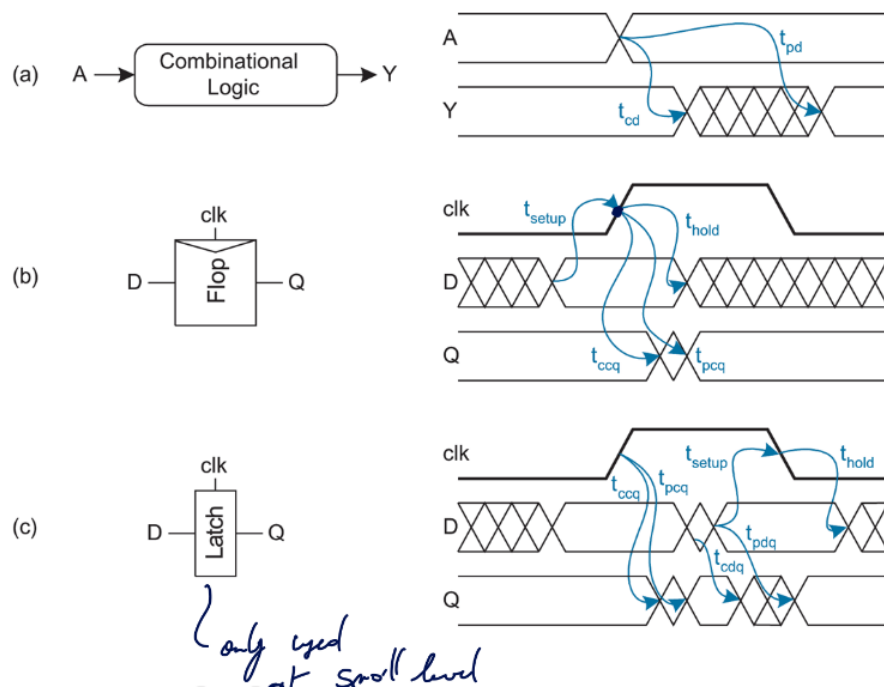 (a)
A
Combinational
Logic
Y
A
t_pd
Y
t_cd
(b)
clk
D
Flop
Q
clk
t_setup
t_hold
D
Q
t_ccq
t_pcq
(c)
clk
D
Latch
Q
clk
t_setup
t_hold
t_ccq
t_pcq
D
t_pdq
t_cdq
Q
only used
at small level